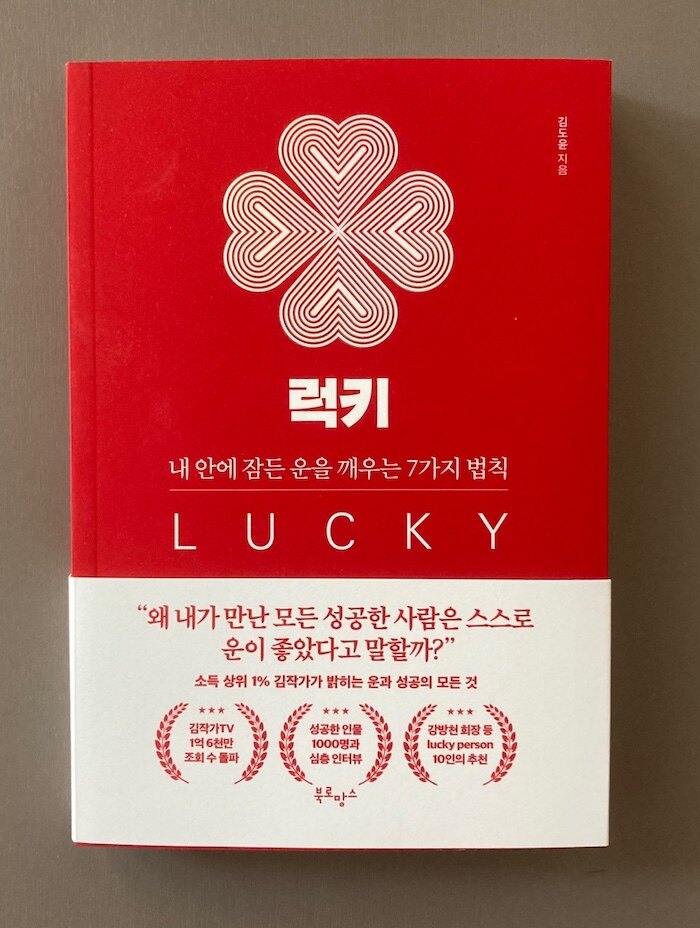 김도윤 지음
럭키
내 안에 잠든 운을 깨우는 7가지 법칙
LUCKY
“왜 내가 만난 모든 성공한 사람은 스스로
운이 좋았다고 말할까?”
소득 상위 1% 김작가가 밝히는 운과 성공의 모든 것
김작가TV
1억 6천만
조회 수 돌파
성공한 인물
1000명과
심층 인터뷰
강방천 회장 등
lucky person
10인의 추천
북로망스